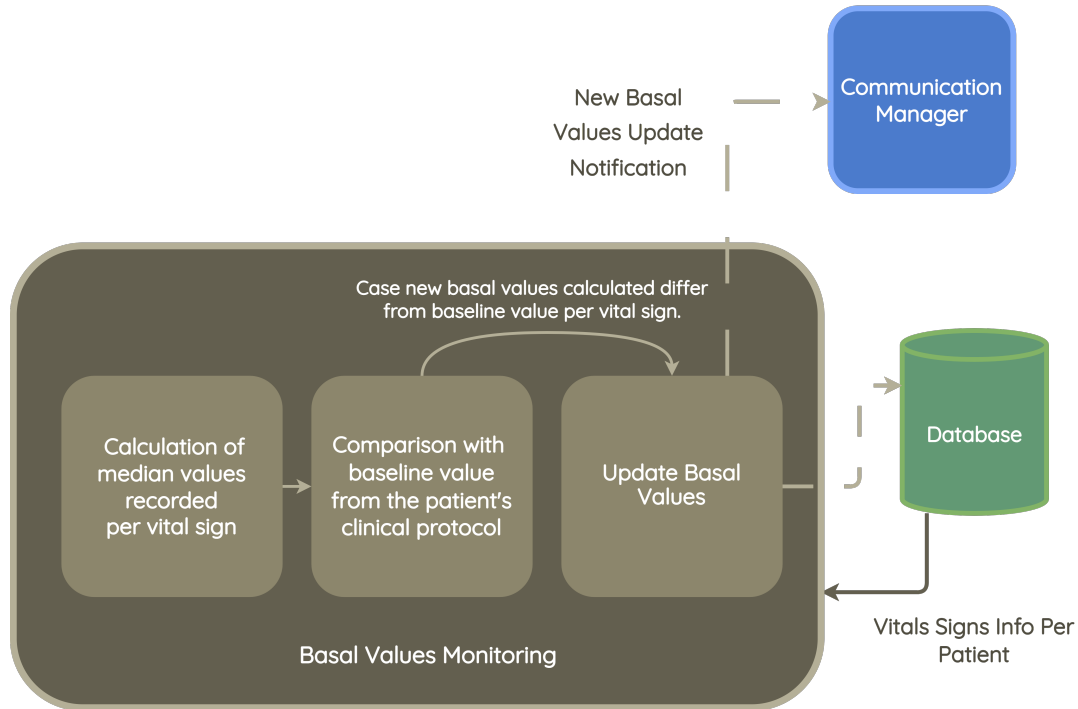 Communication
Manager
New Basal
Values Update
Notification
Case new basal values calculated differ
from baseline value per vital sign.
Calculation of
median values
recorded
per vital sign
Comparison with
baseline value
from the patient's
clinical protocol
Update Basal
Values
Database
Basal Values Monitoring
Vitals Signs Info Per
Patient